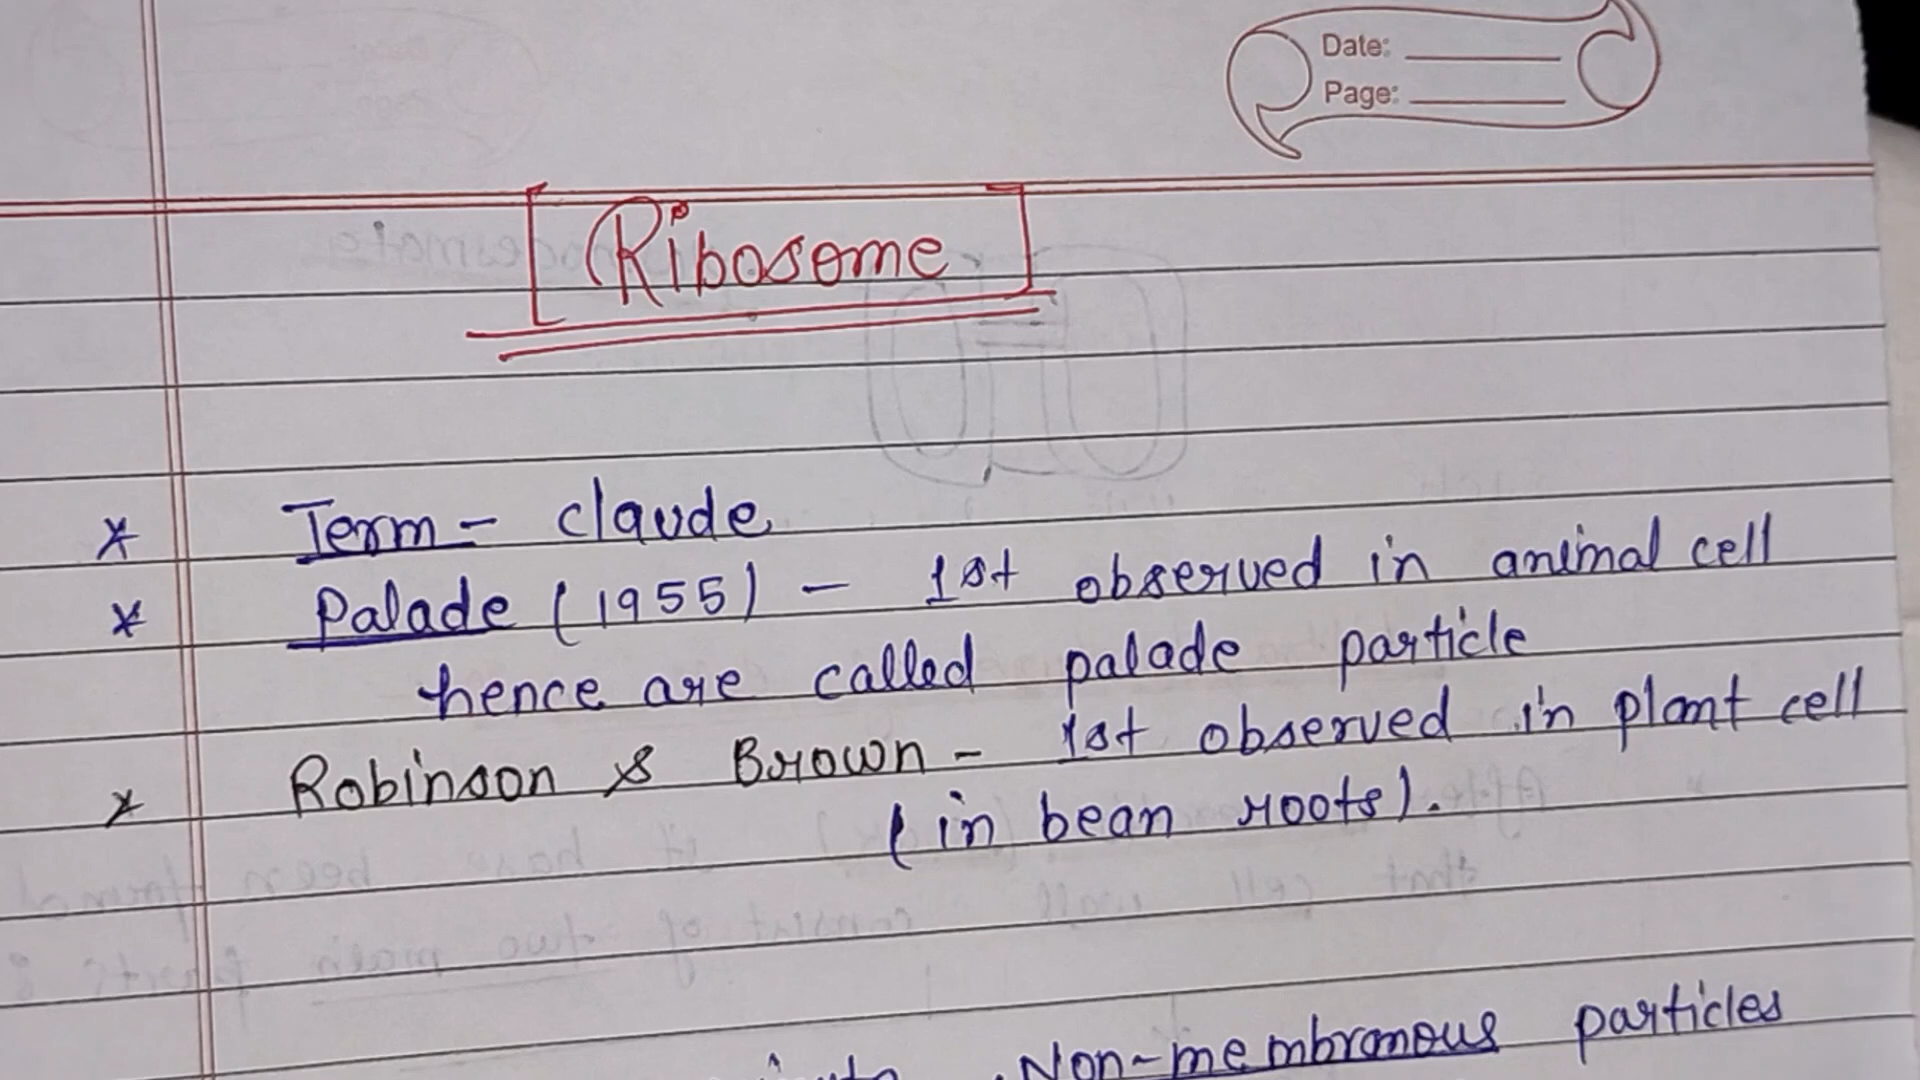 Date:
Page:
Ribosome
* Term - Claude
* Palade (1955) - 1st observed in animal cell
hence are called palade particle
* Robinson & Brown - 1st observed in plant cell
(in bean roots).
Non-membranous particles